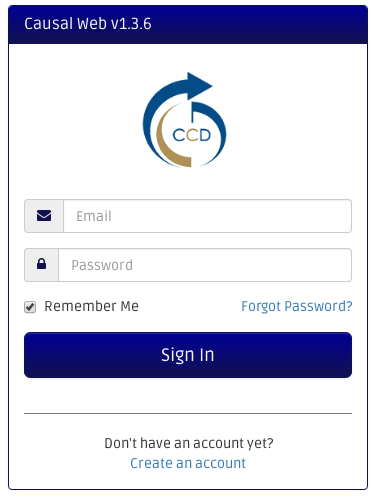 Causal Web v1.3.6
CCD
Email
Password
Remember Me
Forgot Password?
Sign In
Don't have an account yet?
Create an account